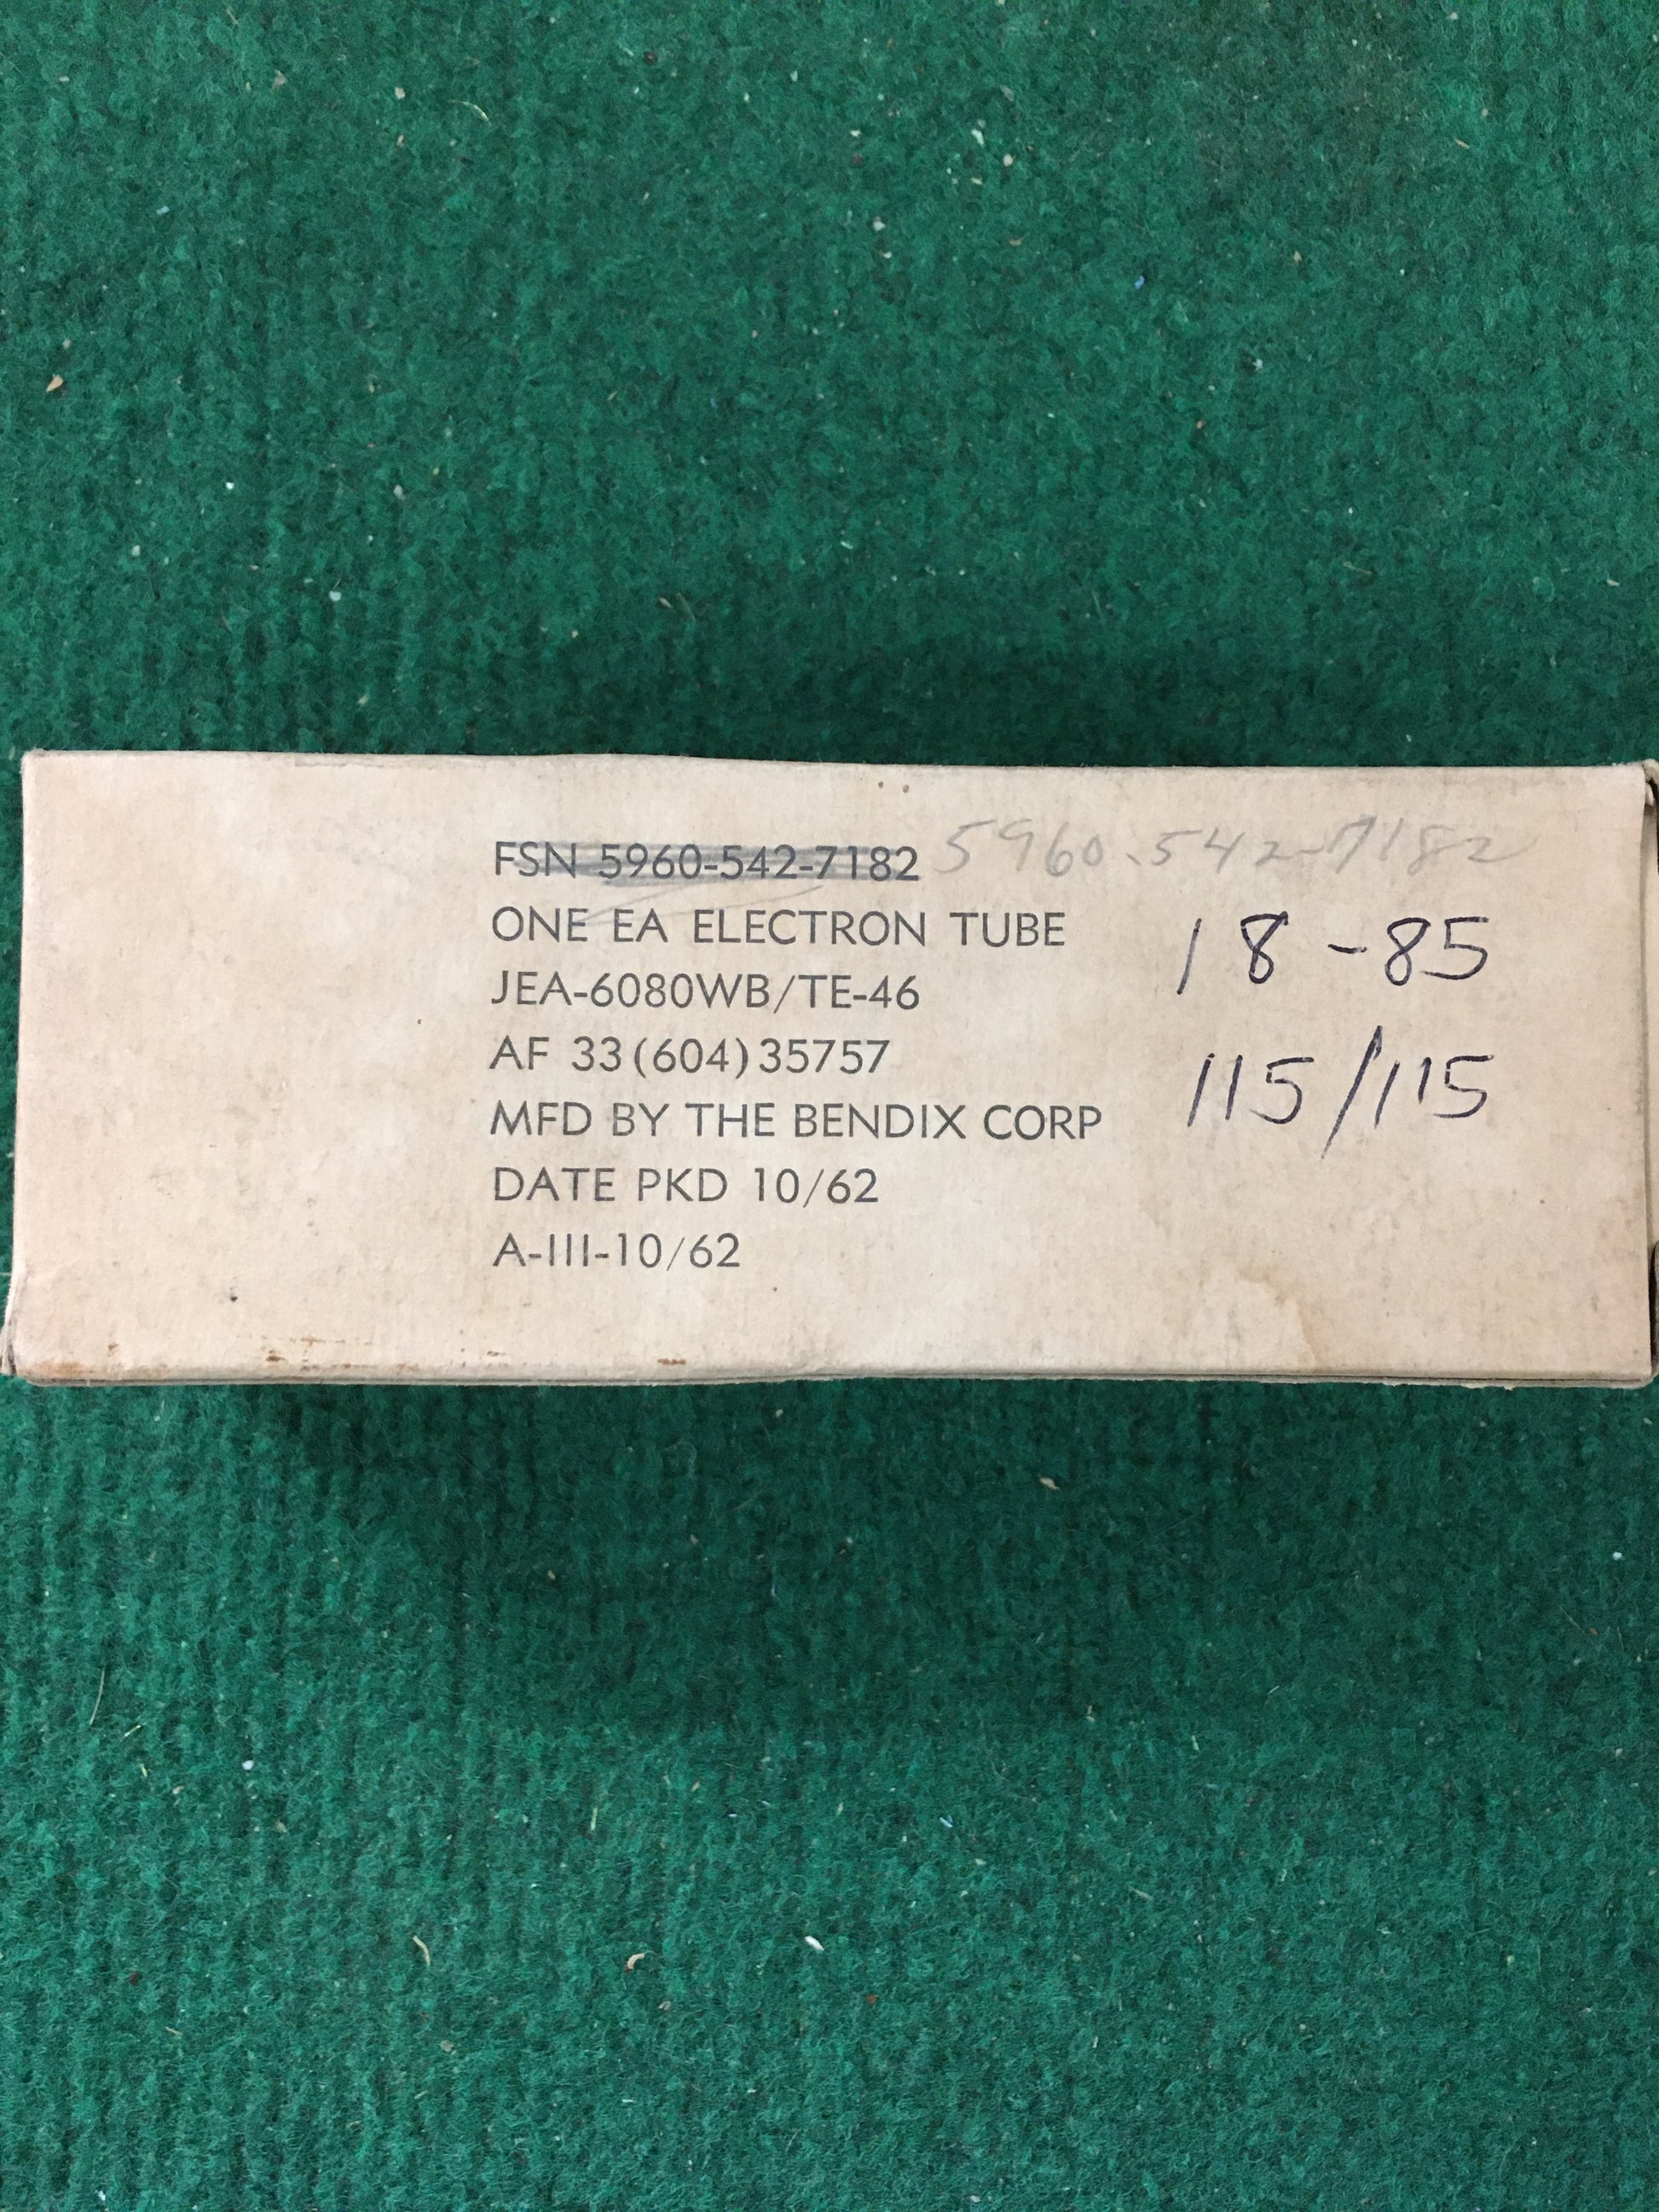 FSN 5960-542-7182 5960-542-7182
ONE EA ELECTRON TUBE
18-85
JEA-6080WB/TE-46
AF 33(604)35757
115/115
MFD BY THE BENDIX CORP
DATE PKD 10/62
A-III-10/62